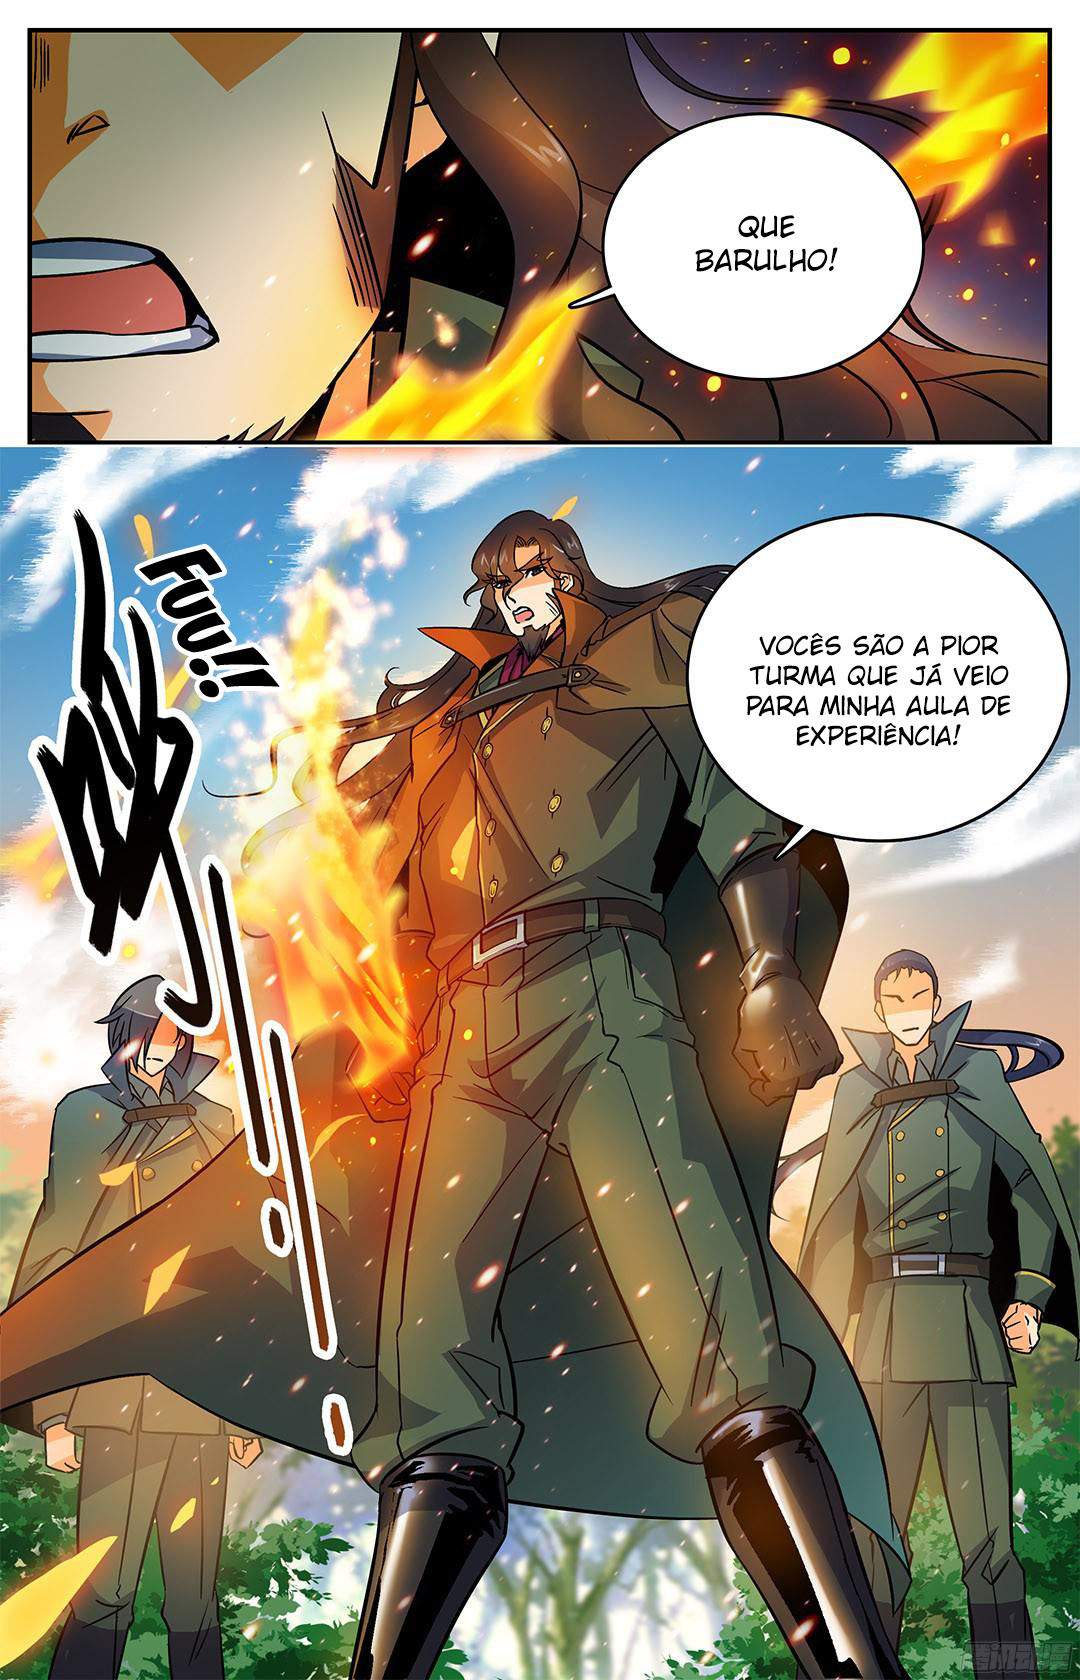 QUE
BARULHO!
FUU!!
VOCÊS SÃO A PIOR
TURMA QUE JÁ VEIO
PARA MINHA AULA DE
EXPERIÊNCIA!